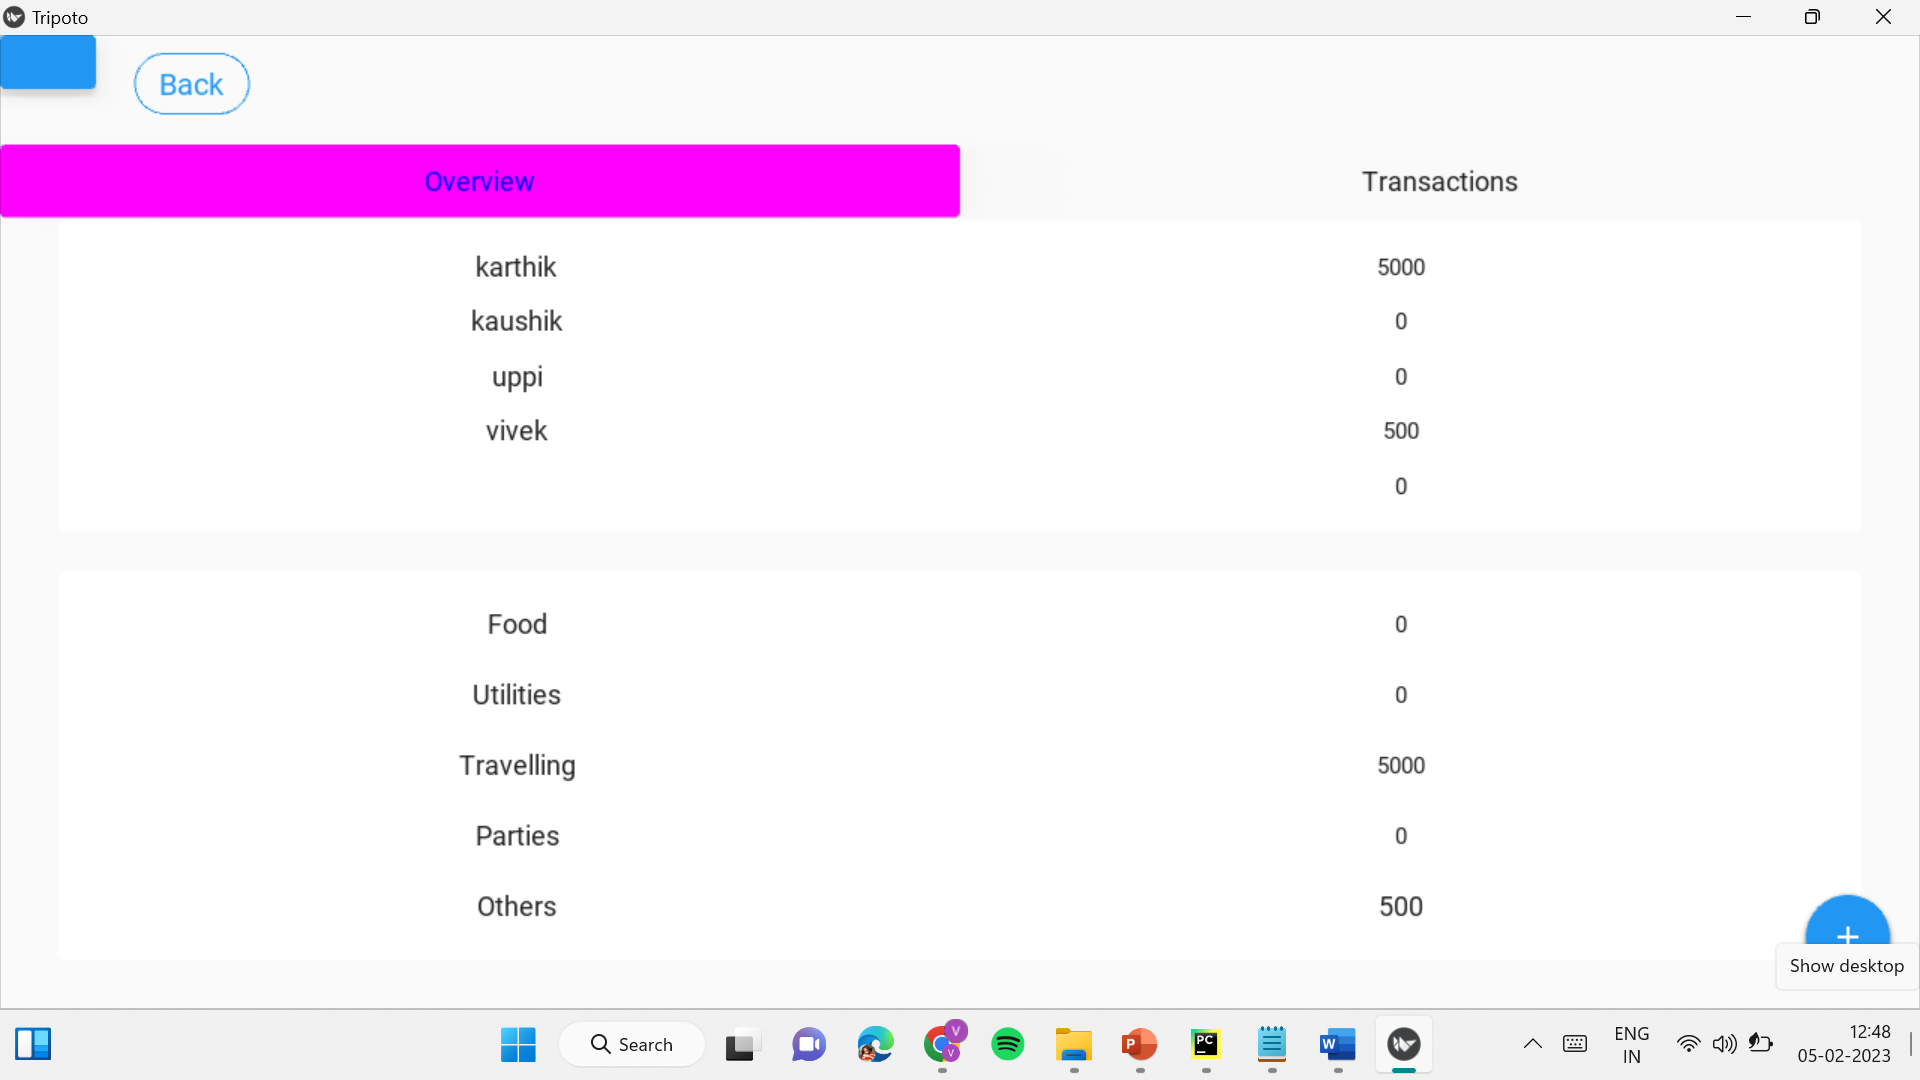 Tripoto
Back
Overview Transactions
karthik 5000
kaushik 0
uppi 0
vivek 500
0
Food 0
Utilities 0
Travelling 5000
Parties 0
Others 500
+
Show desktop
Search
V
V
P
PC
W
ENG
IN
12:48
05-02-2023